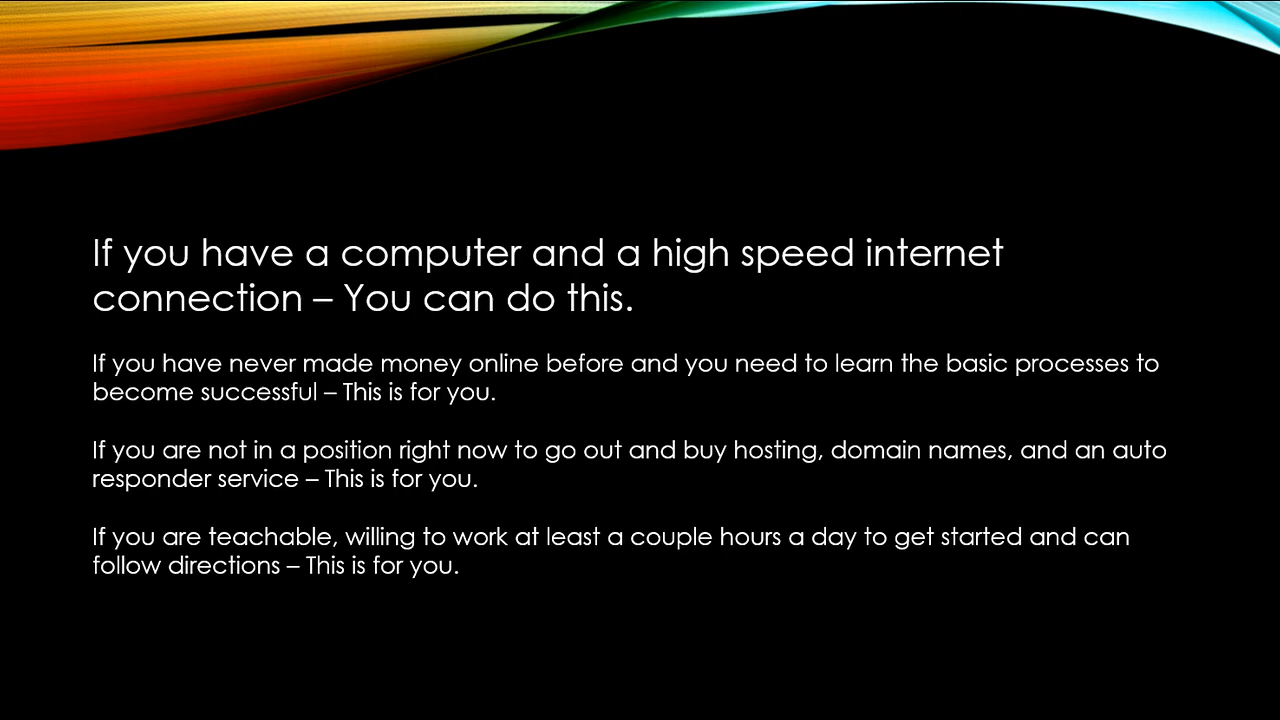 If you have a computer and a high speed internet
connection – You can do this.
If you have never made money online before and you need to learn the basic processes to
become successful – This is for you.
If you are not in a position right now to go out and buy hosting, domain names, and an auto
responder service – This is for you.
If you are teachable, willing to work at least a couple hours a day to get started and can
follow directions – This is for you.